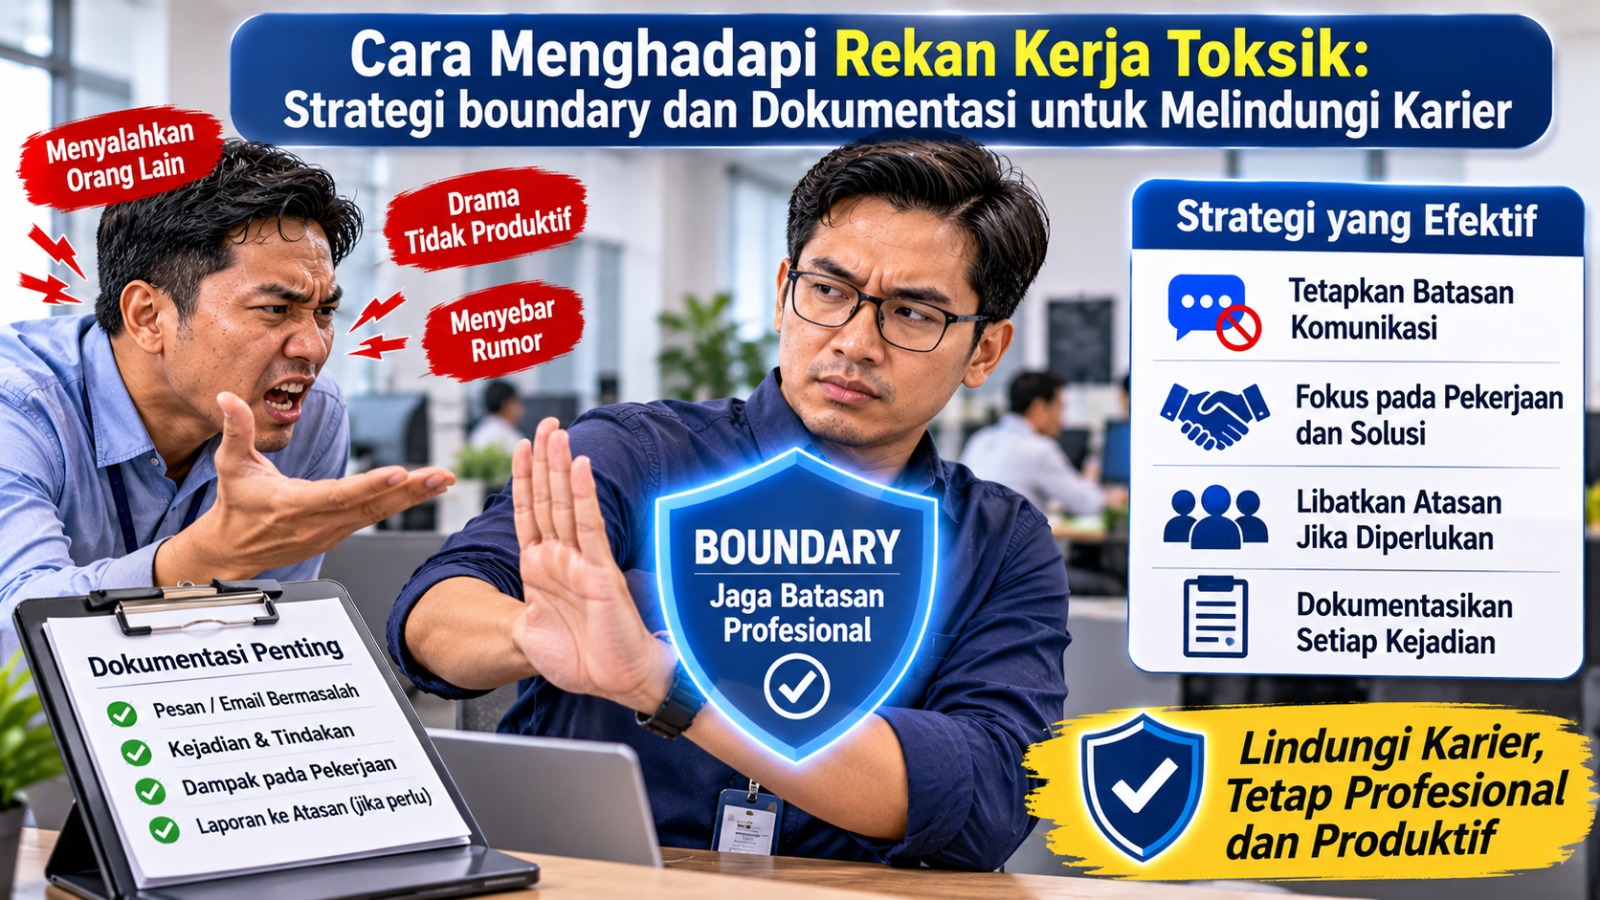 Cara Menghadapi Rekan Kerja Toksik:
Strategi boundary dan Dokumentasi untuk Melindungi Karier
Menyalahkan
Orang Lain
Drama
Tidak Produktif
Menyebar
Rumor
BOUNDARY
Jaga Batasan
Profesional
Dokumentasi Penting
Pesan / Email Bermasalah
Kejadian & Tindakan
Dampak pada Pekerjaan
Laporan ke Atasan (jika perlu)
Strategi yang Efektif
Tetapkan Batasan
Komunikasi
Fokus pada Pekerjaan
dan Solusi
Libatkan Atasan
Jika Diperlukan
Dokumentasikan
Setiap Kejadian
Lindungi Karier,
Tetap Profesional
dan Produktif